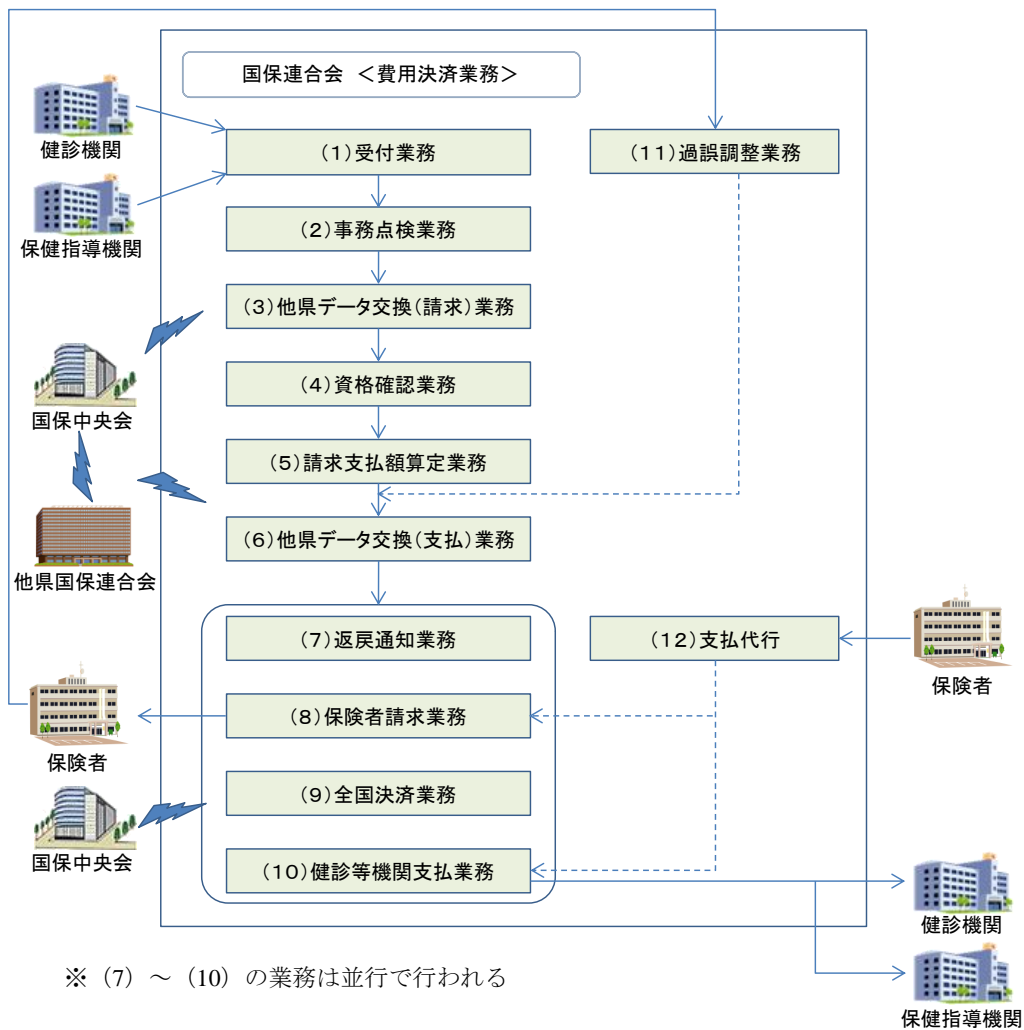 国保連合会 ＜費用決済業務＞
健診機関
保健指導機関
（１）受付業務
（１１）過誤調整業務
（２）事務点検業務
（３）他県データ交換（請求）業務
国保中央会
（４）資格確認業務
（５）請求支払額算定業務
他県国保連合会
（６）他県データ交換（支払）業務
（７）返戻通知業務
（１２）支払代行
保険者
（８）保険者請求業務
保険者
（９）全国決済業務
国保中央会
（１０）健診等機関支払業務
健診機関
保健指導機関
※（7）～（10）の業務は並行で行われる